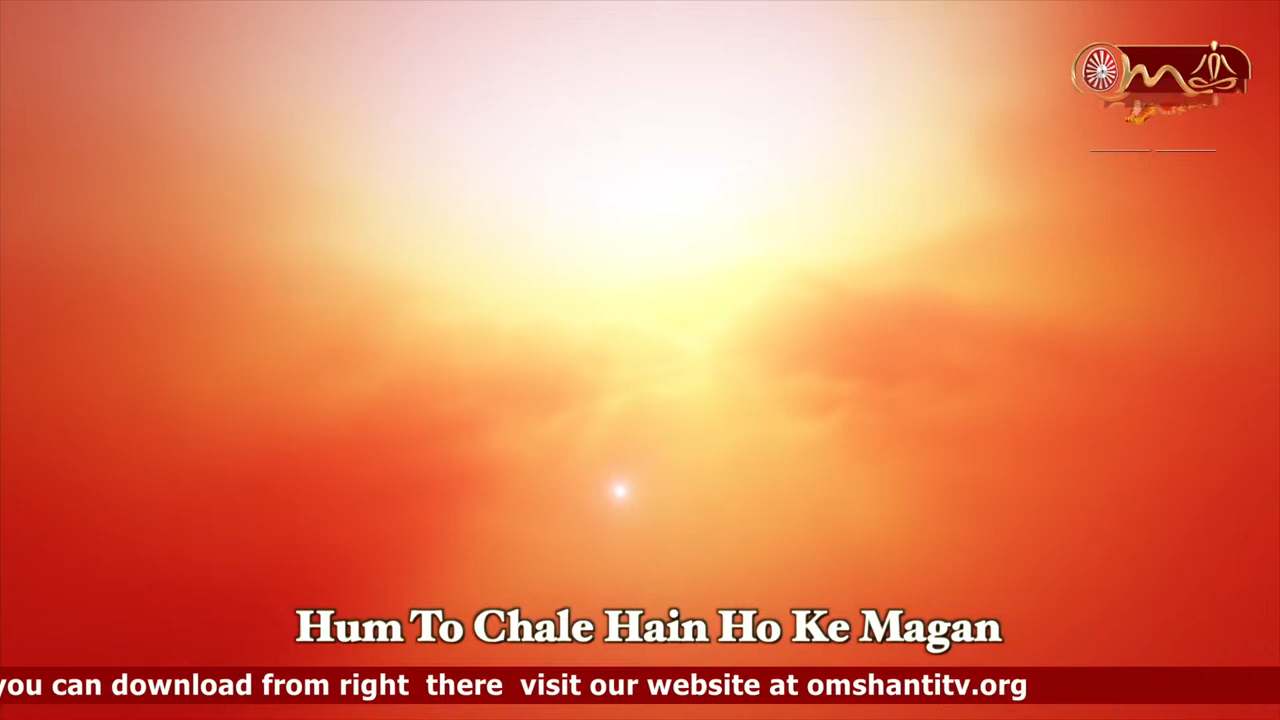 Om
Hum To Chale Hain Ho Ke Magan
you can download from right there visit our website at omshantitv.org